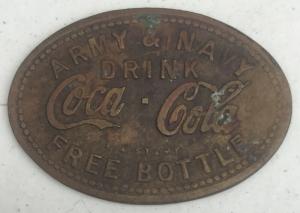 ARMY & NAVY
DRINK
Coca-Cola
FREE BOTTLE